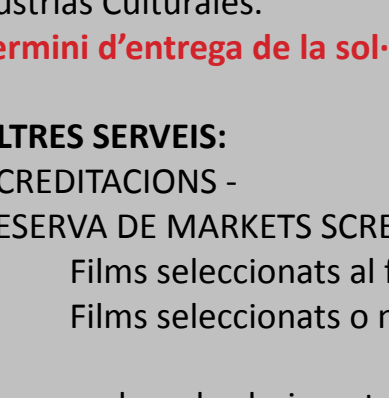 ustrias Culturales.
ermini d'entrega de la sol·
LTRES SERVEIS:
CREDITACIONS -
ESERVA DE MARKETS SCRE
Films seleccionats al f
Films seleccionats o n